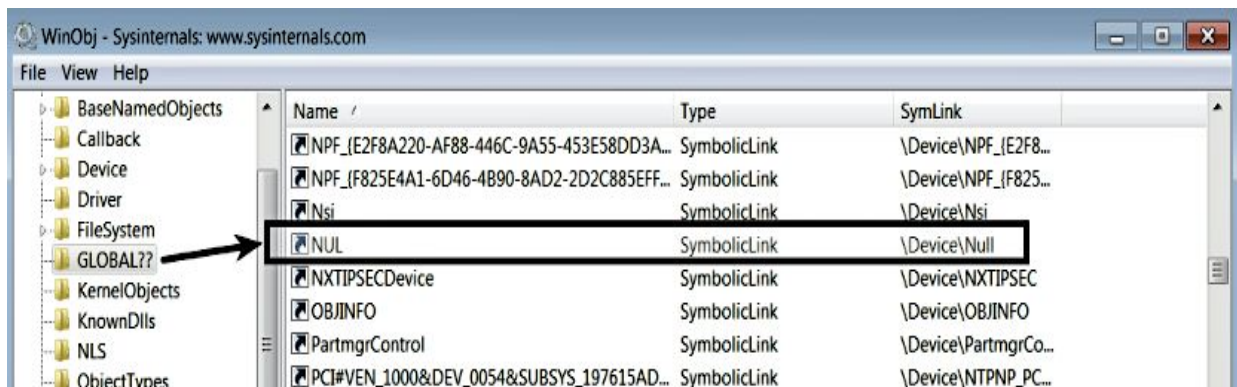 WinObj - Sysinternals: www.sysinternals.com
File View Help
BaseNamedObjects
Callback
Device
Driver
FileSystem
GLOBAL??
KernelObjects
KnownDlls
NLS
ObjectTypes
Name Type SymLink
NPF_{E2F8A220-AF88-446C-9A55-453E58DD3A... SymbolicLink \Device\NPF_{E2F8...
NPF_{F825E4A1-6D46-4B90-8AD2-2D2C885EFF... SymbolicLink \Device\NPF_{F825...
Nsi SymbolicLink \Device\Nsi
NUL SymbolicLink \Device\Null
NXTIPSECDevice SymbolicLink \Device\NXTIPSEC
OBJINFO SymbolicLink \Device\OBJINFO
PartmgrControl SymbolicLink \Device\PartmgrCo...
PCI#VEN_1000&DEV_0054&SUBSYS_197615AD... SymbolicLink \Device\NTPNP_PC...